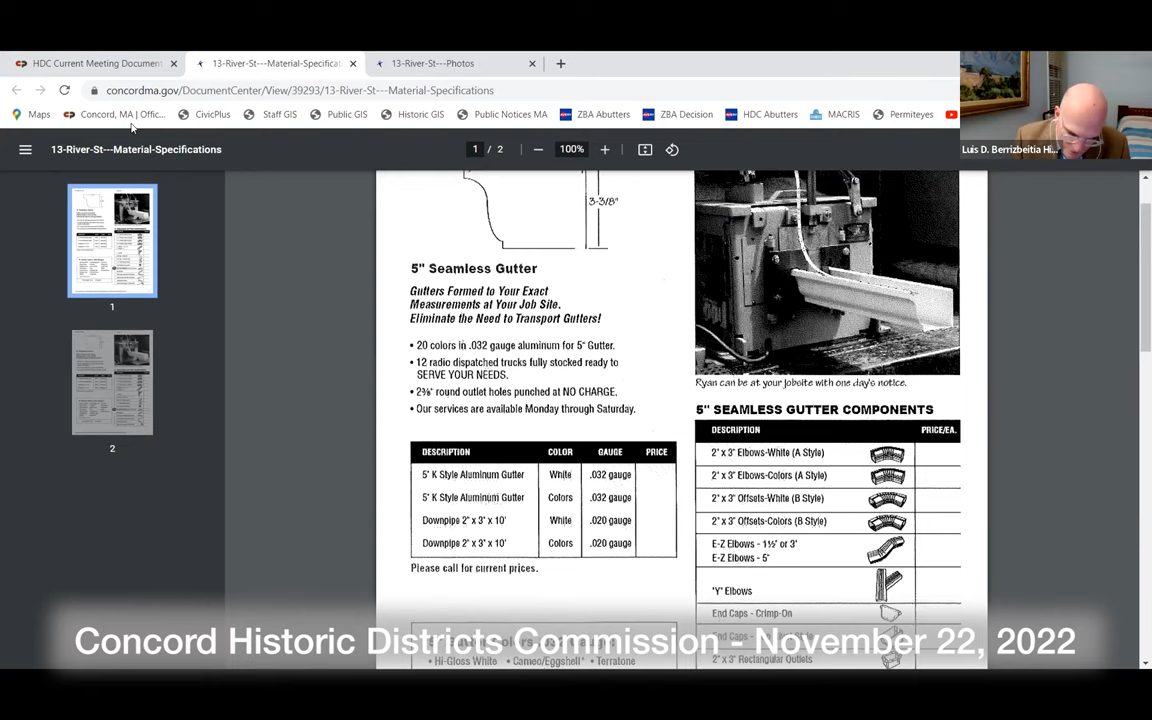 HDC Current Meeting Document
13-River-St---Material-Specificat
13-River-St---Photos
concordma.gov/DocumentCenter/View/39293/13-River-St---Material-Specifications
Maps
Concord, MA | Offic...
CivicPlus
Staff GIS
Public GIS
Historic GIS
Public Notices MA
ZBA Abutters
ZBA Decision
HDC Abutters
MACRIS
Permiteyes
Luis D. Berrizbeitia Hi...
13-River-St---Material-Specifications
1 / 2
100%
1
2
3-3/8"
5" Seamless Gutter
Gutters Formed to Your Exact
Measurements at Your Job Site.
Eliminate the Need to Transport Gutters!
• 20 colors in .032 gauge aluminum for 5" Gutter.
• 12 radio dispatched trucks fully stocked ready to
SERVE YOUR NEEDS.
• 2⅜" round outlet holes punched at NO CHARGE.
• Our services are available Monday through Saturday.
DESCRIPTION COLOR GAUGE PRICE
5" K Style Aluminum Gutter White .032 gauge
5" K Style Aluminum Gutter Colors .032 gauge
Downpipe 2" x 3" x 10' White .020 gauge
Downpipe 2" x 3" x 10' Colors .020 gauge
Please call for current prices.
• Hi-Gloss White • Cameo/Eggshell* • Terratone
Ryan can be at your jobsite with one day's notice.
5" SEAMLESS GUTTER COMPONENTS
DESCRIPTION PRICE/EA.
2" x 3" Elbows-White (A Style)
2" x 3" Elbows-Colors (A Style)
2" x 3" Offsets-White (B Style)
2" x 3" Offsets-Colors (B Style)
E-Z Elbows - 1½" or 3"
E-Z Elbows - 5"
"Y" Elbows
End Caps - Crimp-On
End Caps
2" x 3" Rectangular Outlets
Concord Historic Districts Commission - November 22, 2022